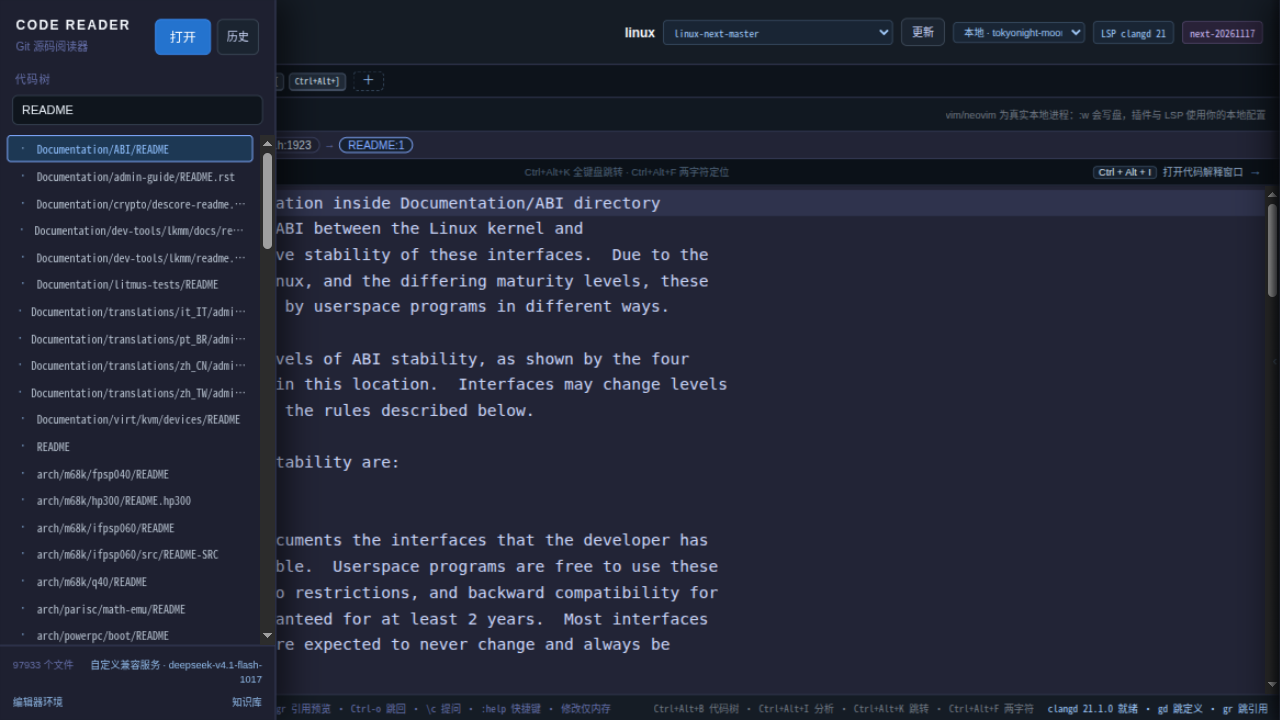 CODE READER
Git 源码阅读器
打开
历史
linux
linux-next-master
更新
本地 · tokyonight-moon
LSP clangd 21
next-20261117
代码树
README
Ctrl+Alt+]
+
vim/neovim 为真实本地进程; :w 会写盘, 插件与 LSP 使用你的本地配置
h:1923 → README:1
Ctrl+Alt+K 全键盘跳转 · Ctrl+Alt+F 两字符定位
Ctrl + Alt + I 打开代码解释窗口 →
Documentation/ABI/README
Documentation/admin-guide/README.rst
Documentation/crypto/descore-readme.···
Documentation/dev-tools/lkmm/docs/re···
Documentation/dev-tools/lkmm/readme.···
Documentation/litmus-tests/README
Documentation/translations/it_IT/admi···
Documentation/translations/pt_BR/admi···
Documentation/translations/zh_CN/admi···
Documentation/translations/zh_TW/admi···
Documentation/virt/kvm/devices/README
README
arch/m68k/fpsp040/README
arch/m68k/hp300/README.hp300
arch/m68k/ifpsp060/README
arch/m68k/ifpsp060/src/README-SRC
arch/m68k/q40/README
arch/parisc/math-emu/README
arch/powerpc/boot/README
ation inside Documentation/ABI directory
ABI between the Linux kernel and
ve stability of these interfaces.  Due to the
nux, and the differing maturity levels, these
by userspace programs in different ways.
vels of ABI stability, as shown by the four
in this location.  Interfaces may change levels
the rules described below.
tability are:
cuments the interfaces that the developer has
ble.  Userspace programs are free to use these
o restrictions, and backward compatibility for
anteed for at least 2 years.  Most interfaces
re expected to never change and always be
97933 个文件
自定义兼容服务 · deepseek-v4.1-flash-
1017
编辑器环境
知识库
gr 引用预览 · Ctrl-o 跳回 · \c 提问 · :help 快捷键 · 修改仅内存
Ctrl+Alt+B 代码树 · Ctrl+Alt+I 分析 · Ctrl+Alt+K 跳转 · Ctrl+Alt+F 两字符
clangd 21.1.0 就绪 · gd 跳定义 · gr 跳引用